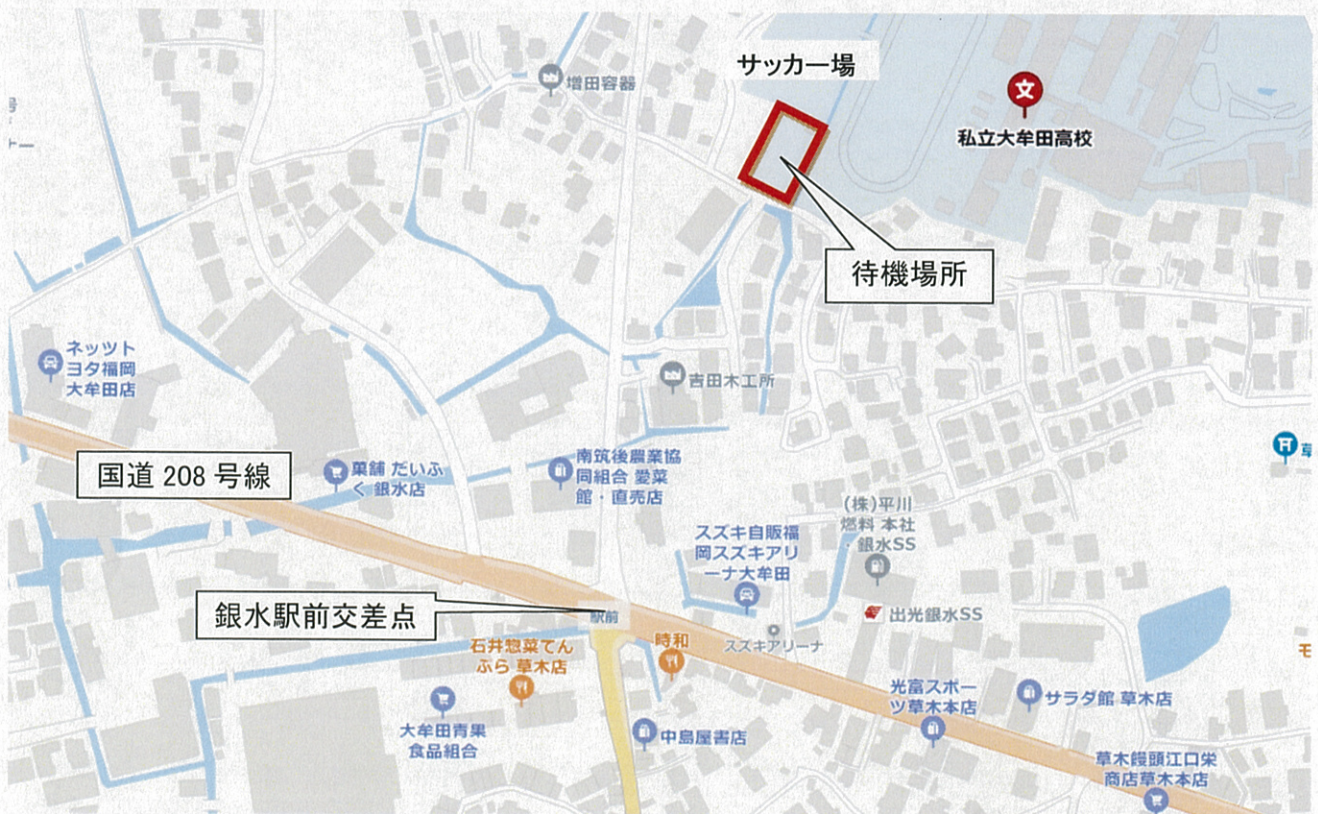 サッカー場
増田容器
文
私立大牟田高校
待機場所
ネッツト
ヨタ福岡
大牟田店
吉田木工所
国道 208 号線
菓舗 だいふ
く 銀水店
南筑後農業協
同組合 愛菜
館・直売店
(株)平川
燃料 本社
銀水SS
スズキ自販福
岡スズキアリ
ーナ大牟田
銀水駅前交差点
駅前
出光銀水SS
スズキアリーナ
石井惣菜てん
ぷら 草木店
時和
大牟田青果
食品組合
中島屋書店
光富スポー
ツ草木本店
サラダ館 草木店
モ
草木饅頭江口栄
商店草木本店